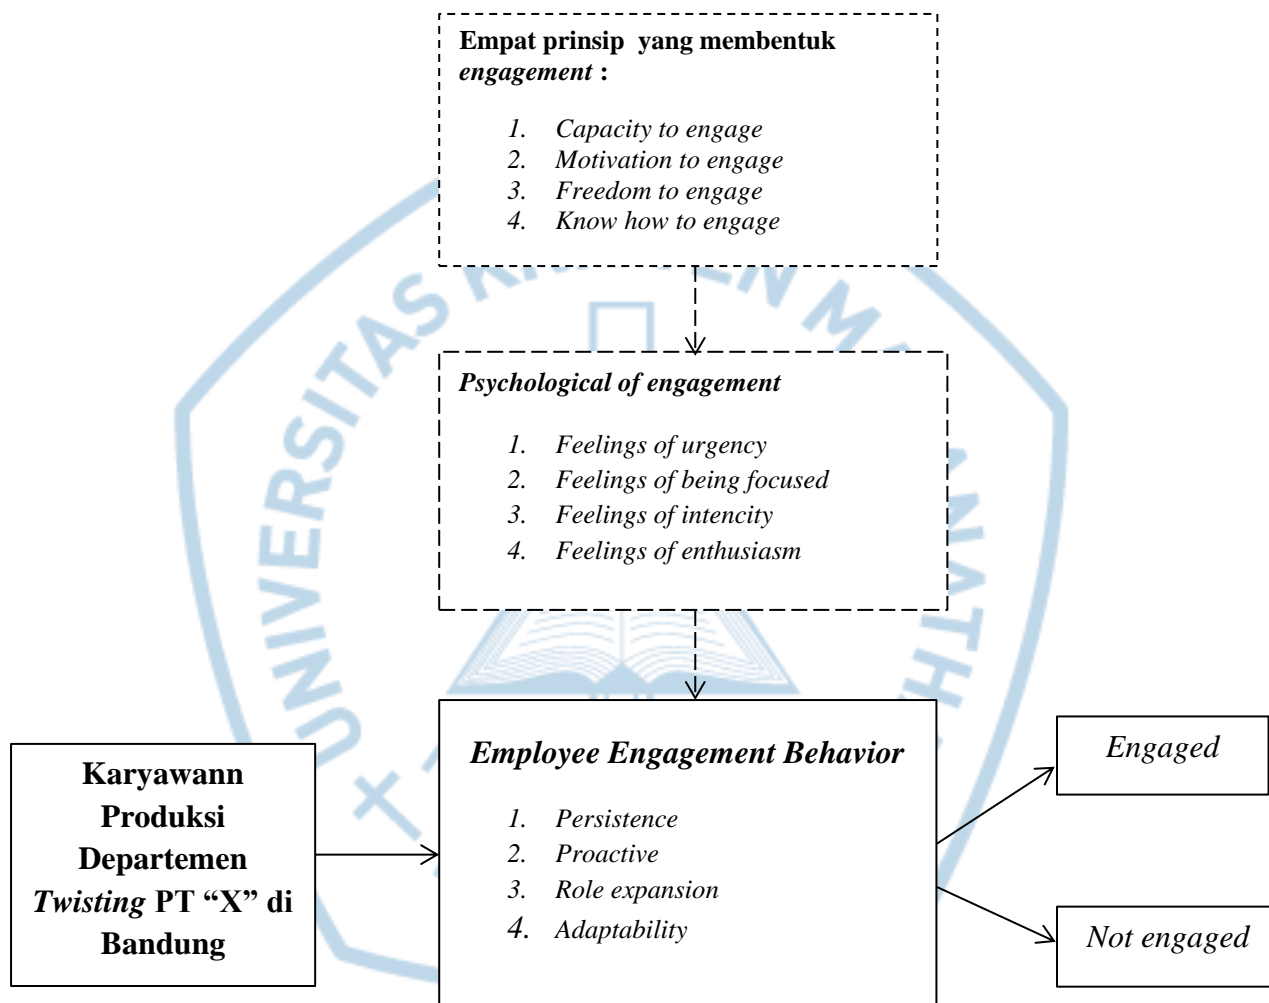 Empat prinsip yang membentuk
engagement :
1. Capacity to engage
2. Motivation to engage
3. Freedom to engage
4. Know how to engage
Psychological of engagement
1. Feelings of urgency
2. Feelings of being focused
3. Feelings of intencity
4. Feelings of enthusiasm
Employee Engagement Behavior
1. Persistence
2. Proactive
3. Role expansion
4. Adaptability
Karyawann
Produksi
Departemen
Twisting PT “X” di
Bandung
Engaged
Not engaged
UNIVERSITAS